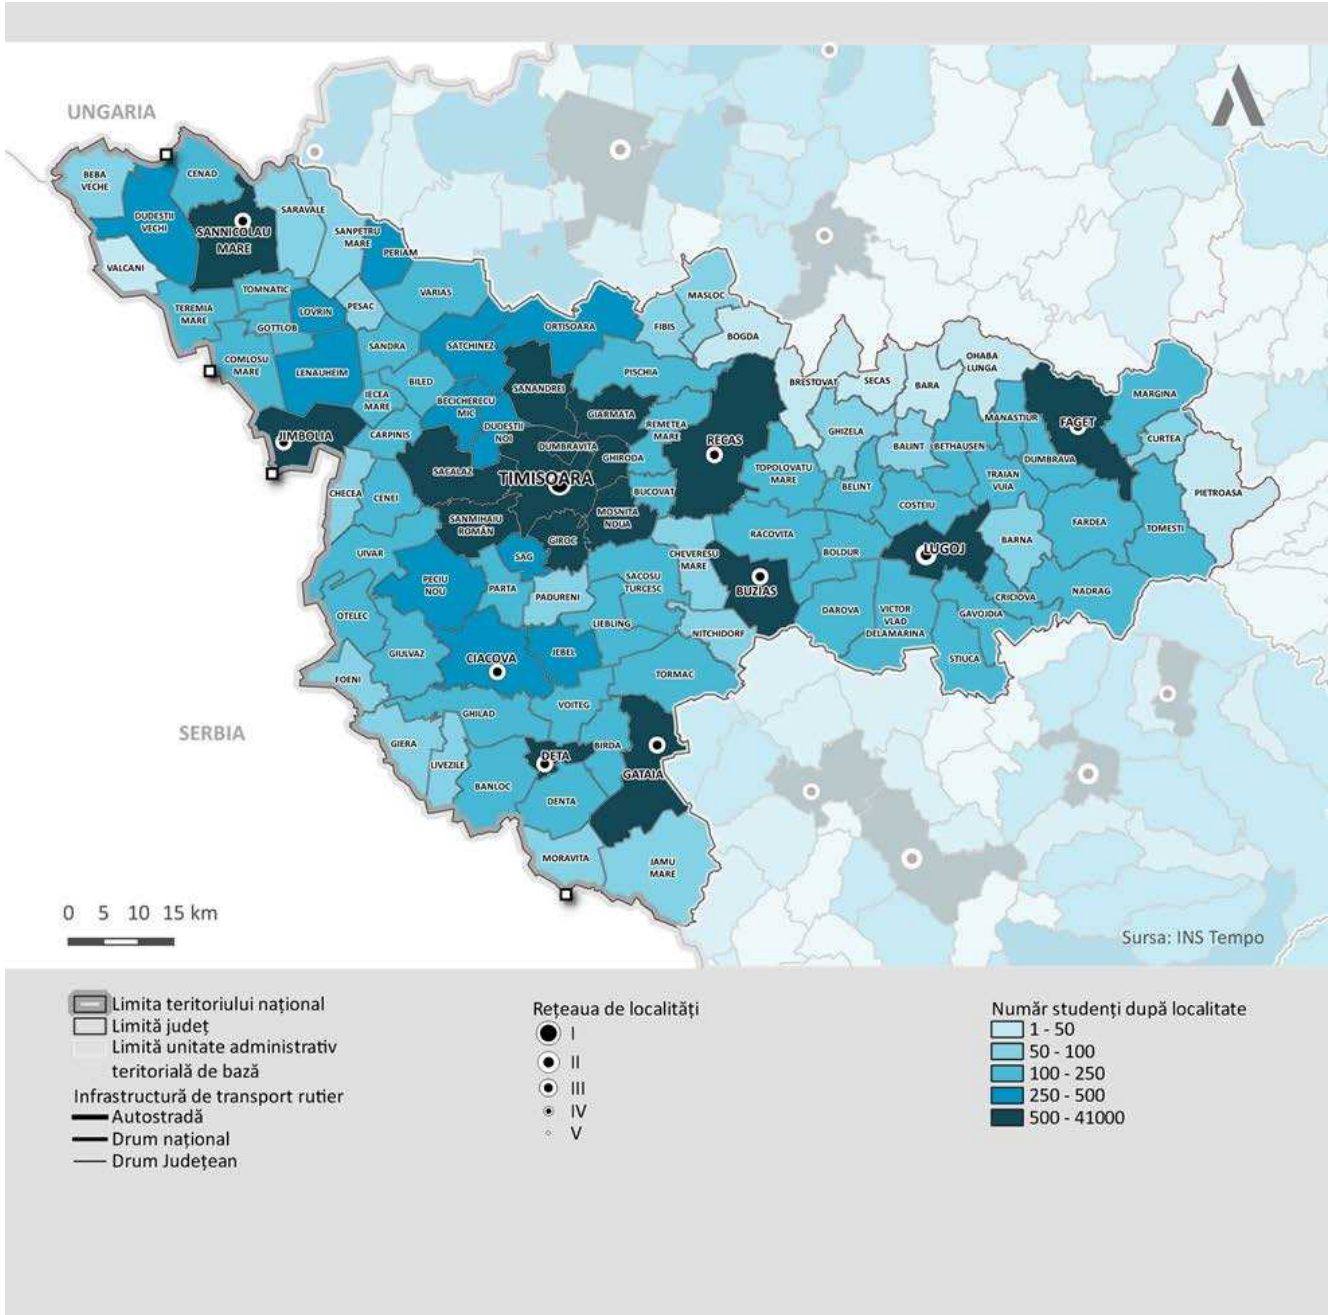 UNGARIA
BEBA
VECHE
CENAD
DUDESTII
VECHI
SARAVALE
SANNICOLAU
MARE
SANPETRU
MARE
PERIAM
VALCANI
TOMNATIC
TEREMIA
MARE
LOVRIN
PESAC
VARIAS
MASLOC
GOTTLOB
ORTISOARA
FIBIS
BOGDA
COMLOSU
MARE
SANDRA
SATCHINEZ
LENAUHEIM
PISCHIA
BRESTOVAT
SECAS
BARA
OHABA
LUNGA
IECEA
MARE
BILED
SANANDREI
BECICHERECU
MIC
GIARMATA
MARGINA
JIMBOLIA
CARPINIS
DUDESTII
NOI
DUMBRAVITA
REMETEA
MARE
RECAS
GHIZELA
MANASTIUR
FAGET
BALINT
BETHAUSEN
CURTEA
DUMBRAVA
GHIRODA
SACALAZ
TIMISOARA
TOPOLOVATU
MARE
BELINT
TRAIAN
VUIA
PIETROASA
CHECEA
CENEI
BUCOVAT
COSTEIU
SANMIHAIU
ROMÂN
MOSNITA
NOUA
FARDEA
TOMESTI
GIROC
RACOVITA
BARNA
UIVAR
SAG
CHEVERESU
MARE
BOLDUR
LUGOJ
PECIU
NOU
PARTA
PADURENI
SACOSU
TURCESC
BUZIAS
CRICIOVA
NADRAG
OTELEC
LIEBLING
DAROVA
VICTOR
VLAD
DELAMARINA
GAVOJDIA
NITCHIDORF
GIULVAZ
CIACOVA
JEBEL
STIUCA
FOENI
TORMAC
VOITEG
GHILAD
SERBIA
GIERA
LIVEZILE
DETA
BIRDA
GATAIA
BANLOC
DENTA
MORAVITA
JAMU
MARE
0 5 10 15 km
Sursa: INS Tempo
Limita teritoriului național
Limită județ
Limită unitate administrativ
teritorială de bază
Infrastructură de transport rutier
Autostradă
Drum național
Drum Județean
Rețeaua de localități
I
II
III
IV
V
Număr studenți după localitate
1 - 50
50 - 100
100 - 250
250 - 500
500 - 41000